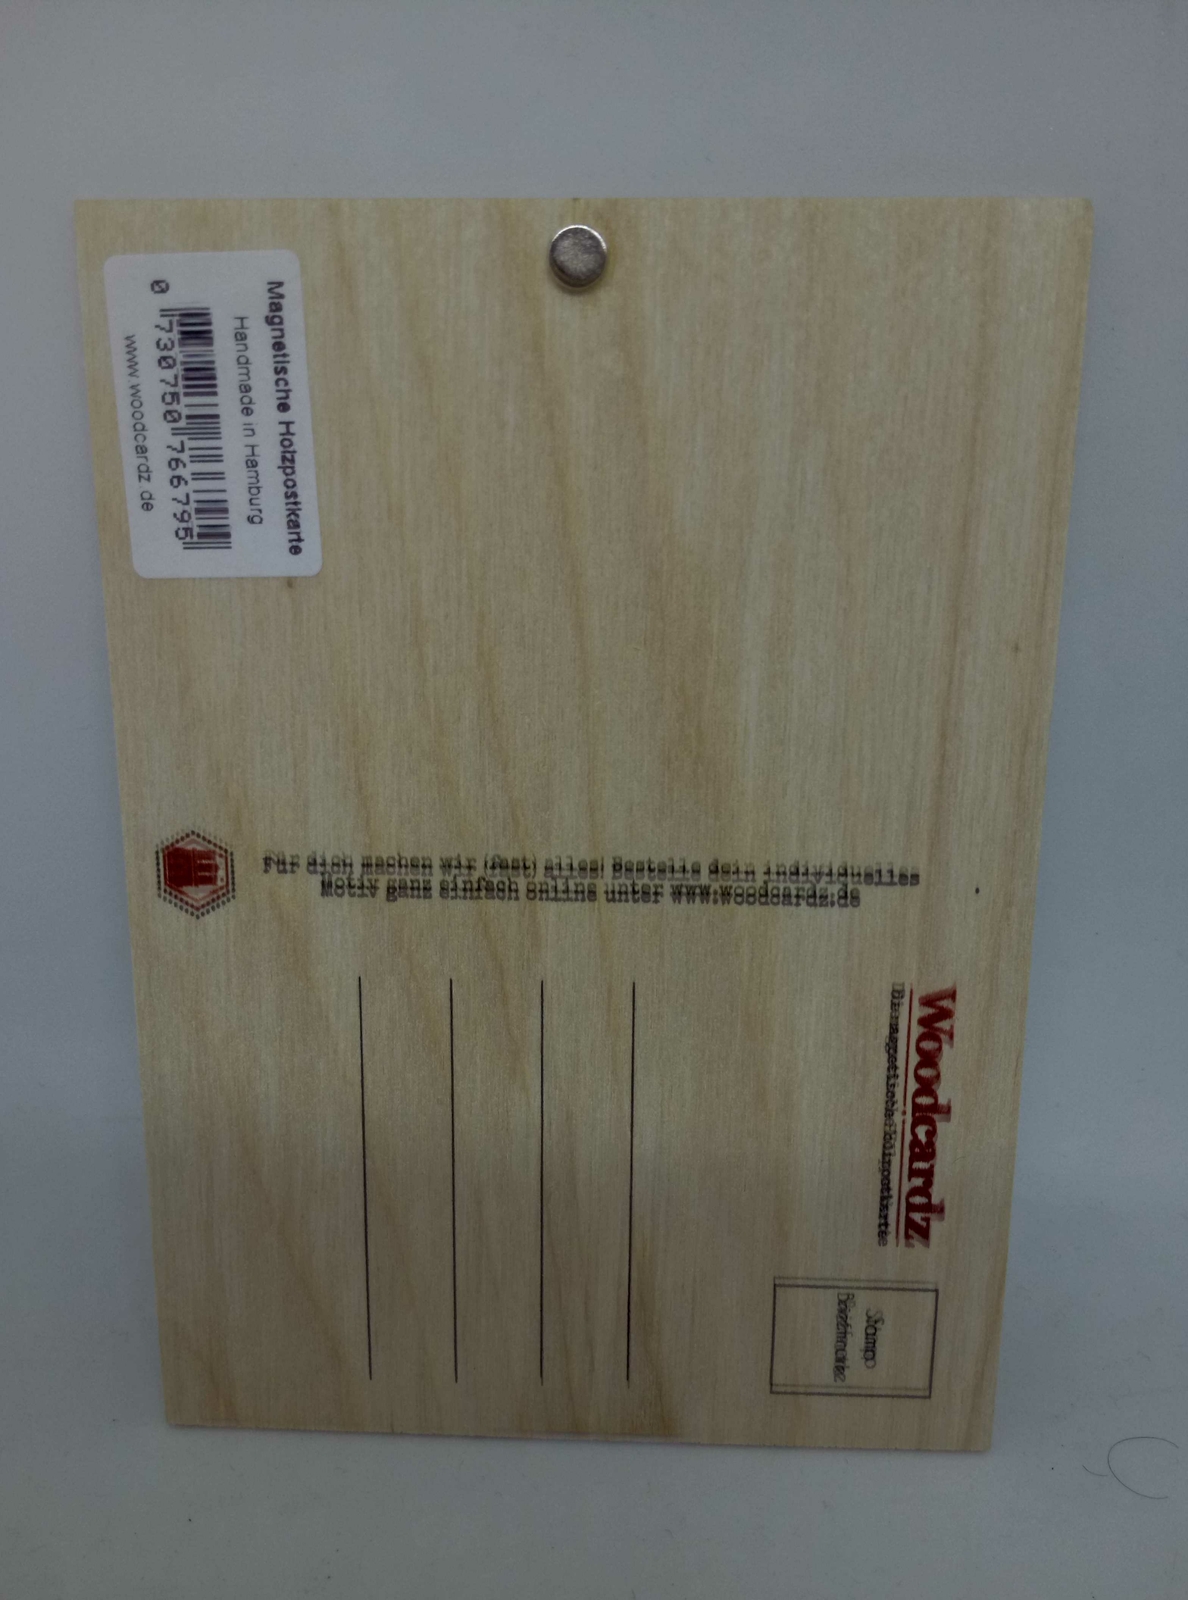 Woodcardz
Die magnetische Holzpostkarte
Stamp
Briefmarke
Für dich machen wir (fast) alles! Bestelle dein individuelles
Motiv ganz einfach online unter www.woodcardz.de
Magnetische Holzpostkarte
Handmade in Hamburg
0 730750 766795
www.woodcardz.de